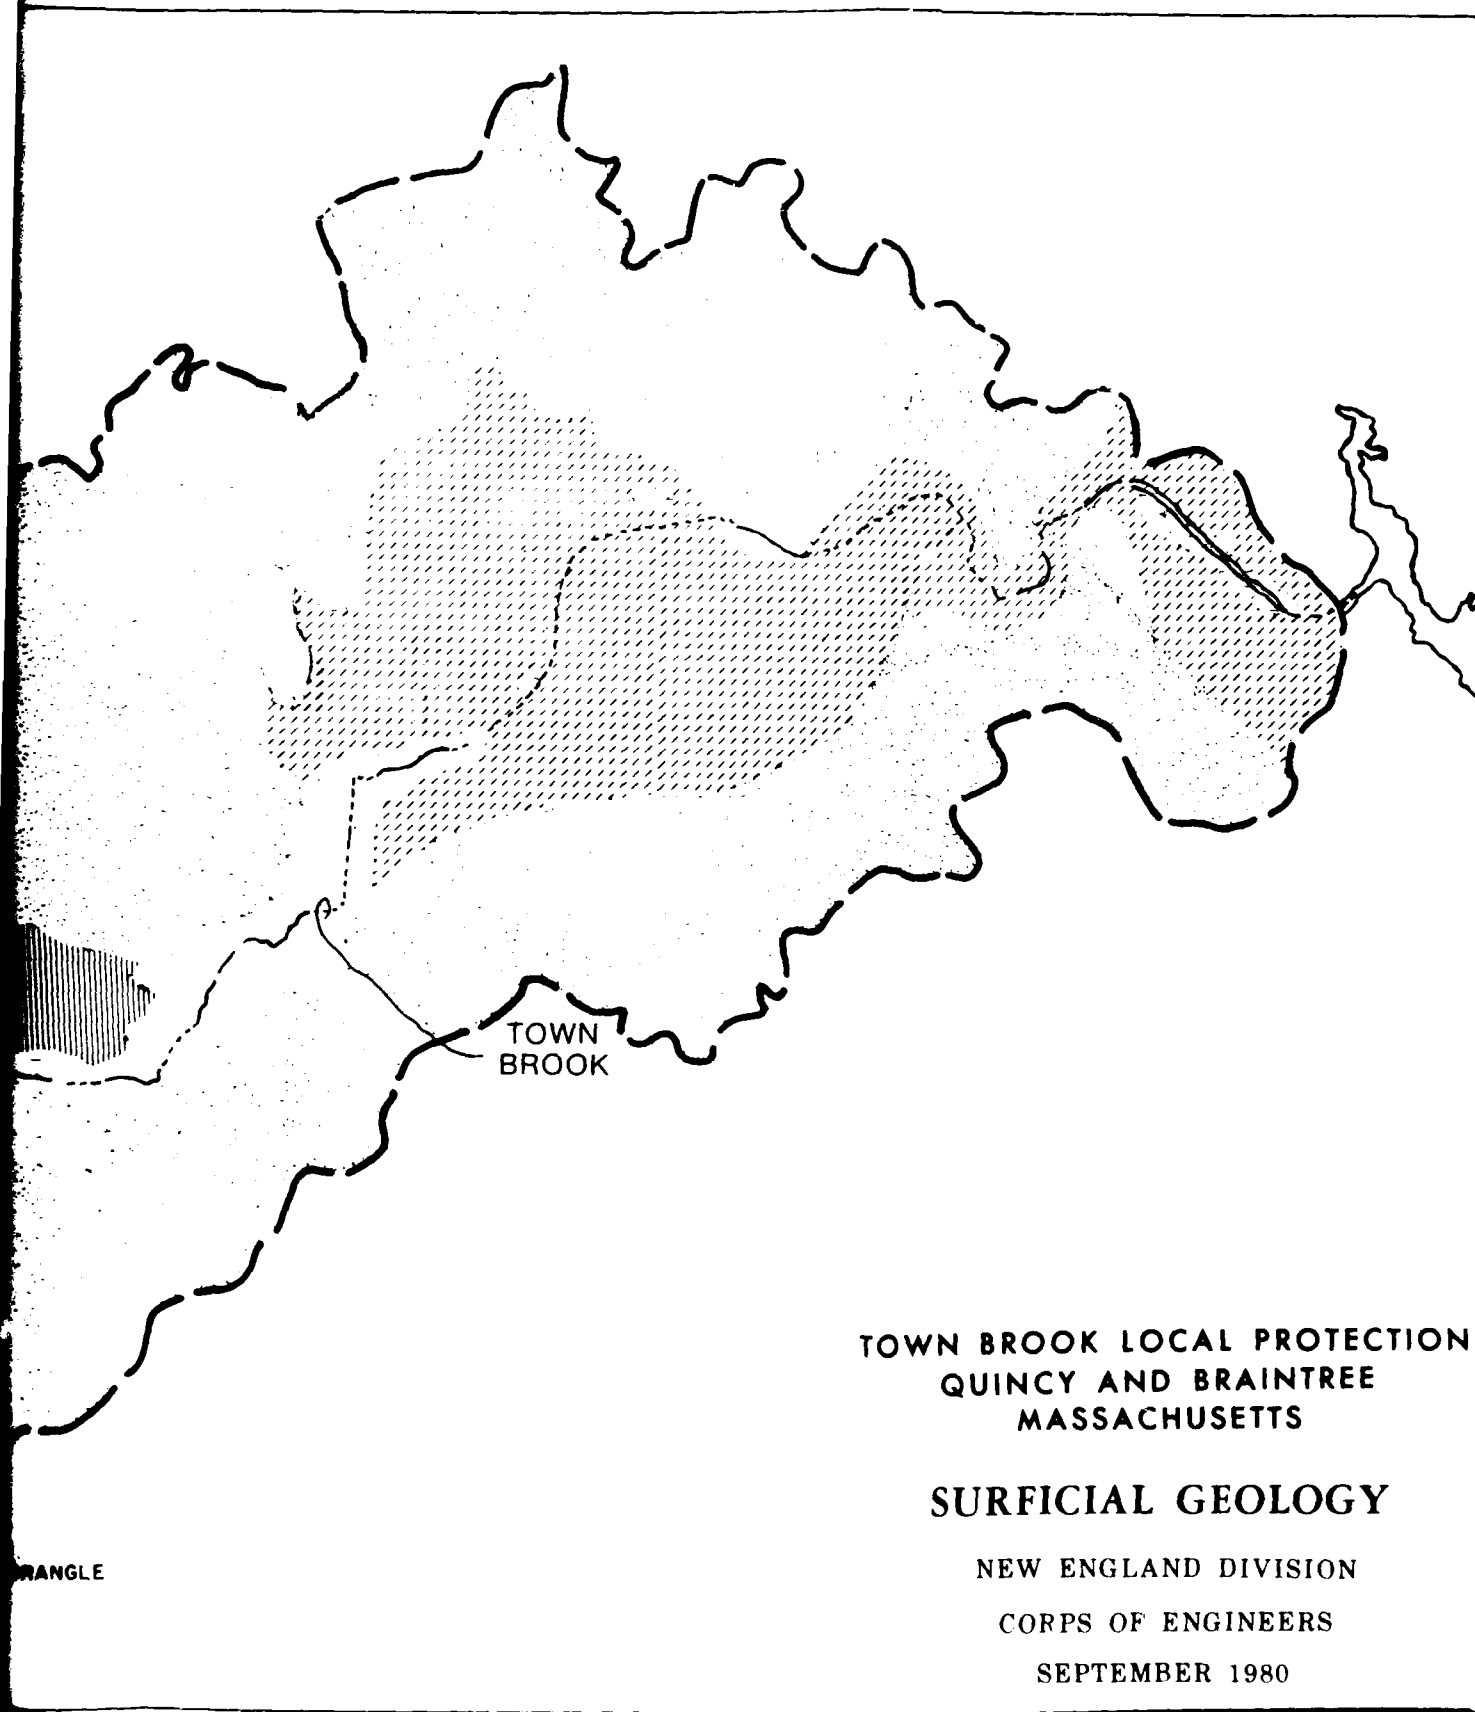 TOWN
BROOK
TOWN BROOK LOCAL PROTECTION
QUINCY AND BRAINTREE
MASSACHUSETTS
SURFICIAL GEOLOGY
RANGLE
NEW ENGLAND DIVISION
CORPS OF ENGINEERS
SEPTEMBER 1980